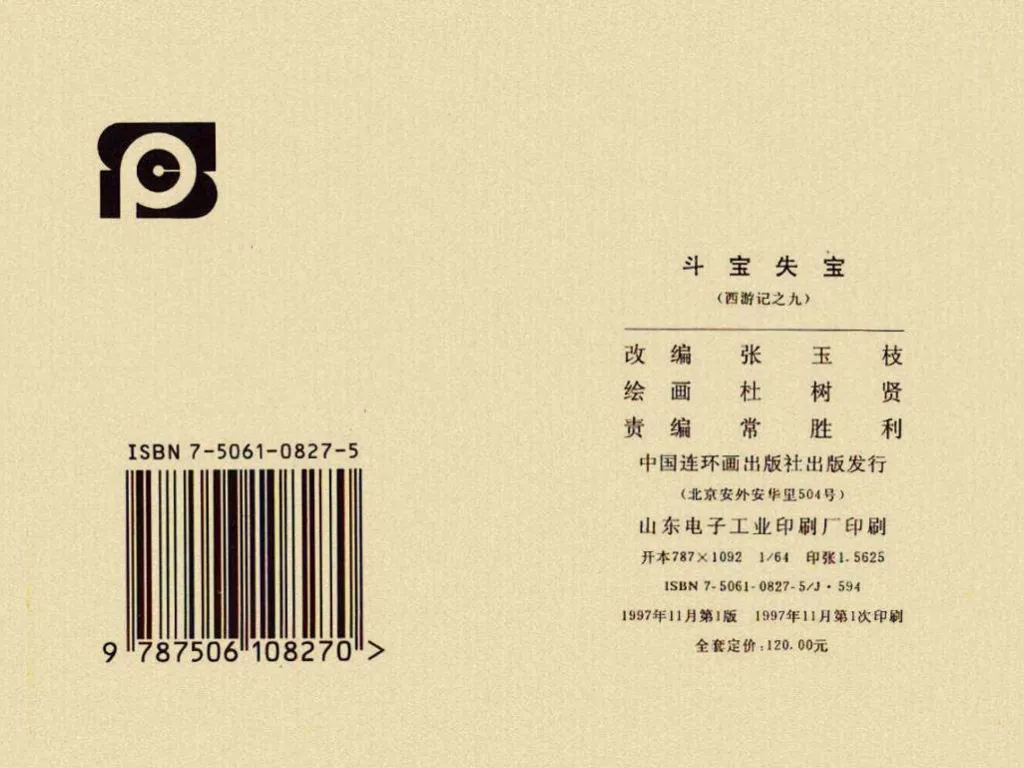 斗宝失宝
（西游记之九）
改编 张玉枝
绘画 杜树贤
责编 常胜利
中国连环画出版社出版发行
（北京安外安华里504号）
山东电子工业印刷厂印刷
开本787×1092 1/64 印张1.5625
ISBN 7-5061-0827-5/J·594
1997年11月第1版 1997年11月第1次印刷
全套定价:120.00元
ISBN 7-5061-0827-5
9 787506 108270 >